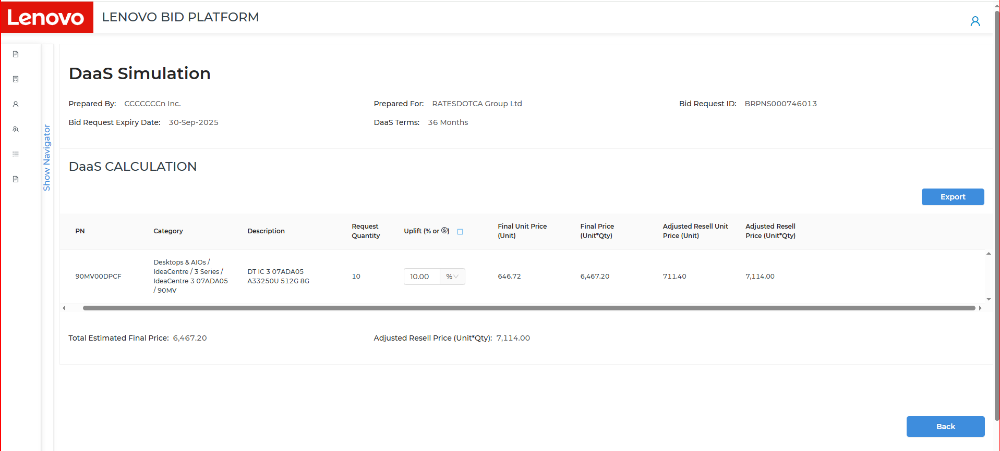 Lenovo
LENOVO BID PLATFORM
Show Navigator
DaaS Simulation
Prepared By: CCCCCCCn Inc.
Prepared For: RATESDOTCA Group Ltd
Bid Request ID: BRPNS000746013
Bid Request Expiry Date: 30-Sep-2025
DaaS Terms: 36 Months
DaaS CALCULATION
Export
PN
Category
Description
Request
Quantity
Uplift (% or Ⓢ)
Final Unit Price
(Unit)
Final Price
(Unit*Qty)
Adjusted Resell Unit
Price (Unit)
Adjusted Resell
Price (Unit*Qty)
90MV00DPCF
Desktops & AIOs /
IdeaCentre / 3 Series /
IdeaCentre 3 07ADA05
/ 90MV
DT IC 3 07ADA05
A33250U 512G 8G
10
10.00 %
646.72
6,467.20
711.40
7,114.00
Total Estimated Final Price: 6,467.20
Adjusted Resell Price (Unit*Qty): 7,114.00
Back